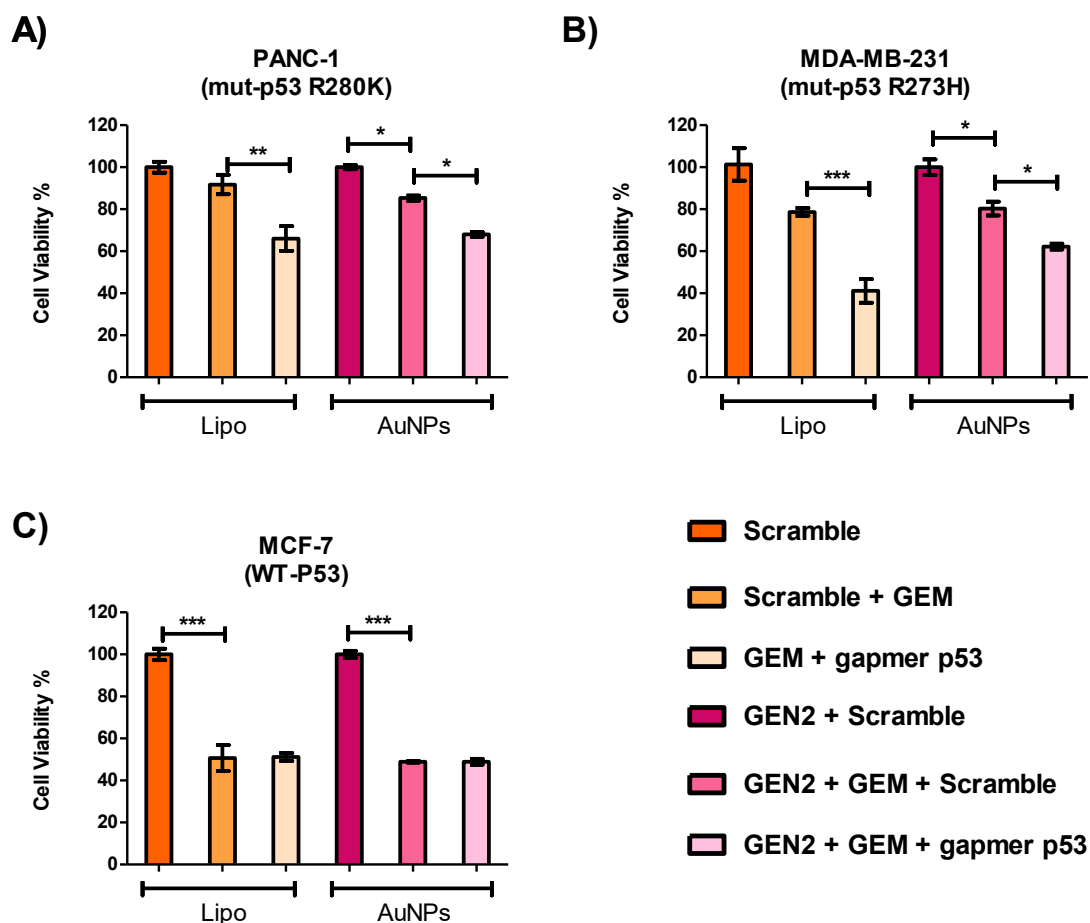 A)
PANC-1
(mut-p53 R280K)
Cell Viability %
120
100
80
60
40
20
0
**
*
*
Lipo
AuNPs
B)
MDA-MB-231
(mut-p53 R273H)
Cell Viability %
120
100
80
60
40
20
0
***
*
*
Lipo
AuNPs
C)
MCF-7
(WT-P53)
Cell Viability %
120
100
80
60
40
20
0
***
***
Lipo
AuNPs
Scramble
Scramble + GEM
GEM + gapmer p53
GEN2 + Scramble
GEN2 + GEM + Scramble
GEN2 + GEM + gapmer p53